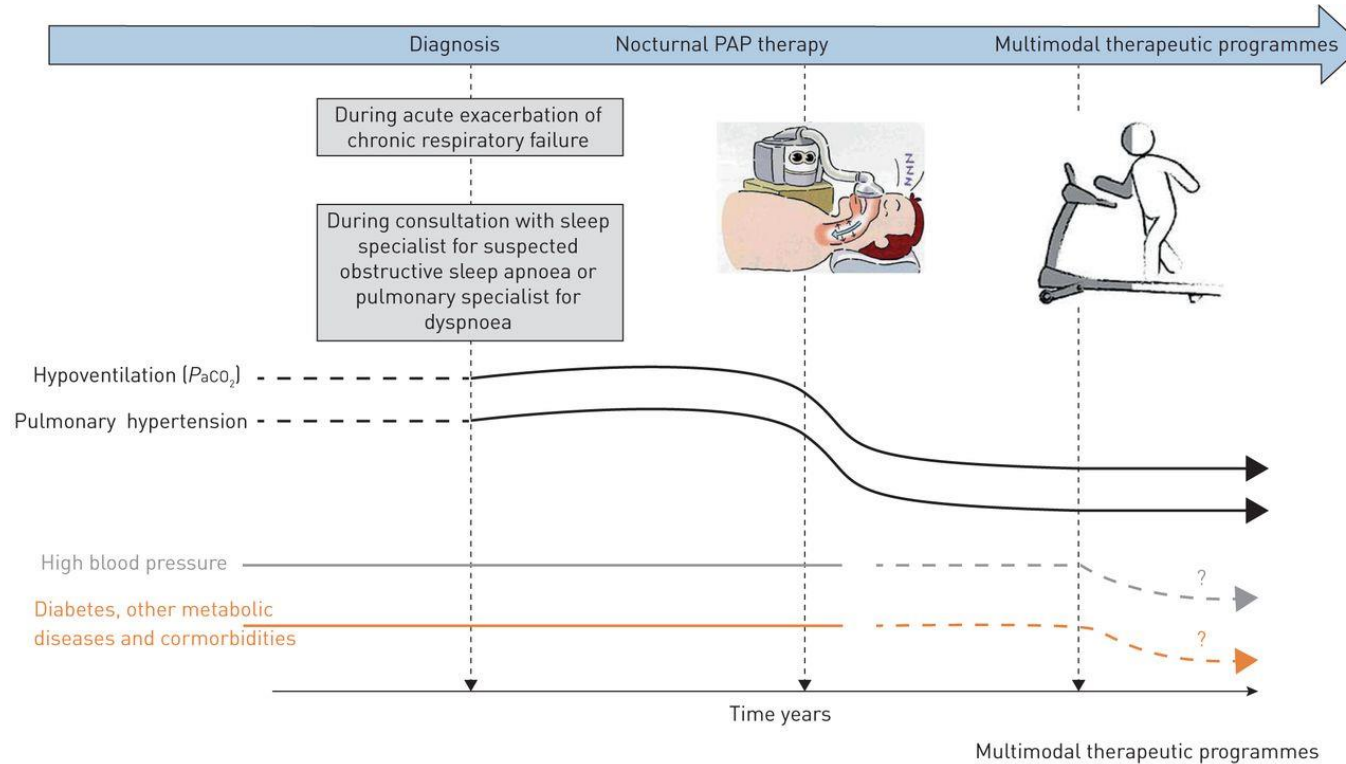 Diagnosis
Nocturnal PAP therapy
Multimodal therapeutic programmes
During acute exacerbation of
chronic respiratory failure
During consultation with sleep
specialist for suspected
obstructive sleep apnoea or
pulmonary specialist for
dyspnoea
zzzz
Hypoventilation (PaCO₂)
Pulmonary hypertension
High blood pressure
?
Diabetes, other metabolic
diseases and cormorbidities
?
Time years
Multimodal therapeutic programmes